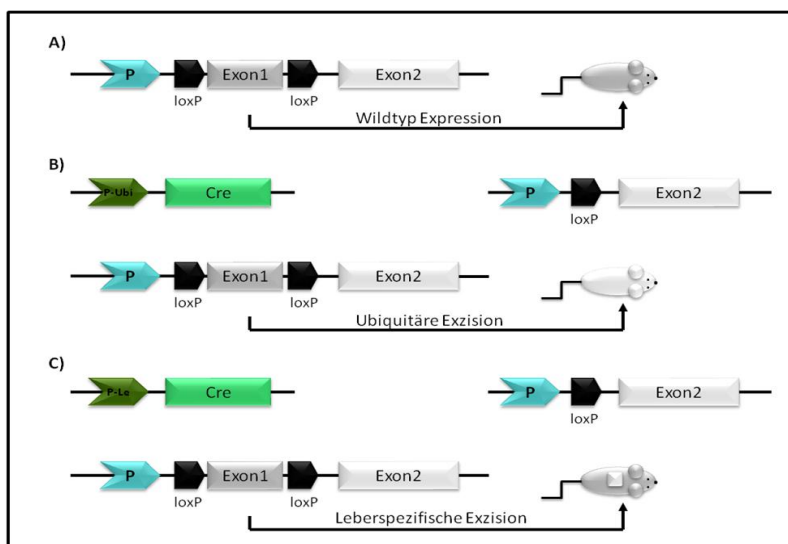 A)
P Exon1 Exon2
loxP loxP
Wildtyp Expression
B)
P-Ubi Cre P Exon2
loxP
P Exon1 Exon2
loxP loxP
Ubiquitäre Exzision
C)
P-Le Cre P Exon2
loxP
P Exon1 Exon2
loxP loxP
Leberspezifische Exzision